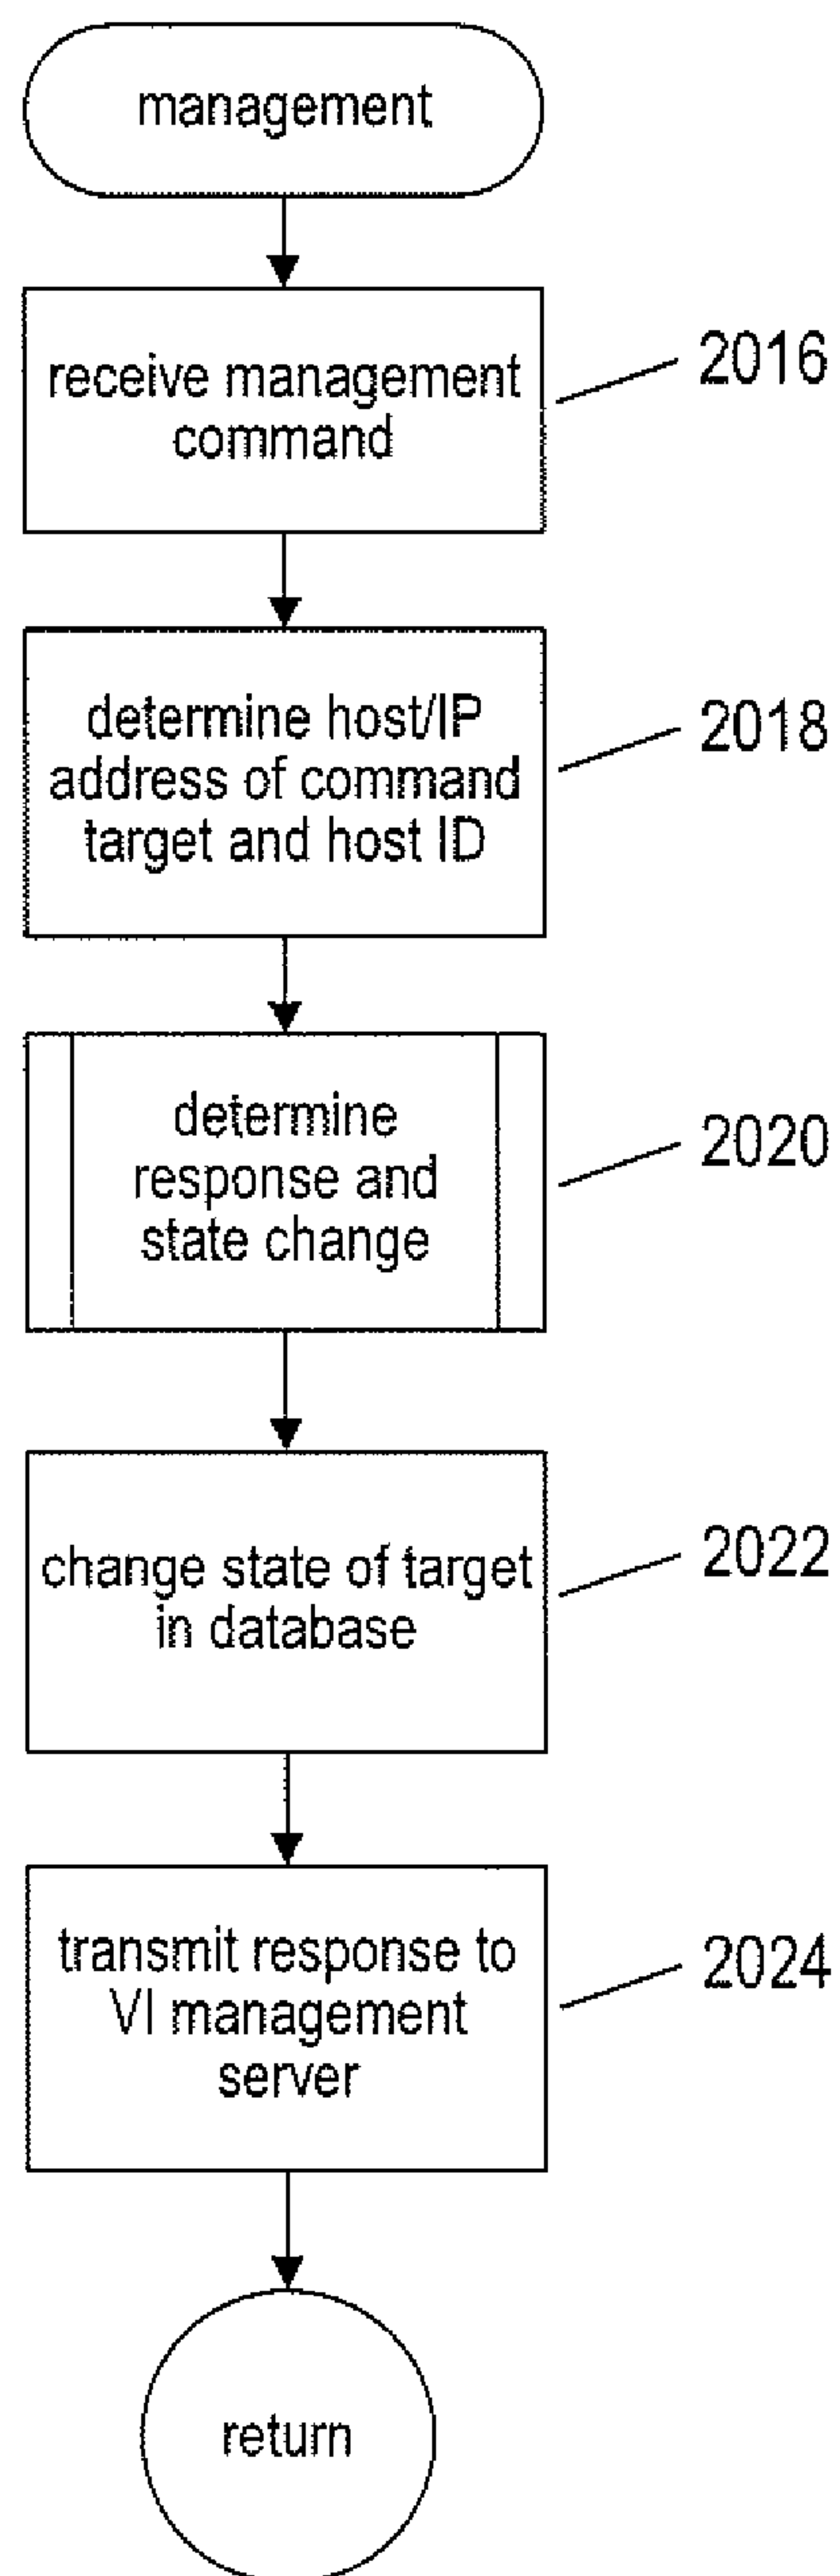 management
receive management
command
2016
determine host/IP
address of command
target and host ID
2018
determine
response and
state change
2020
change state of target
in database
2022
transmit response to
VI management
server
2024
return